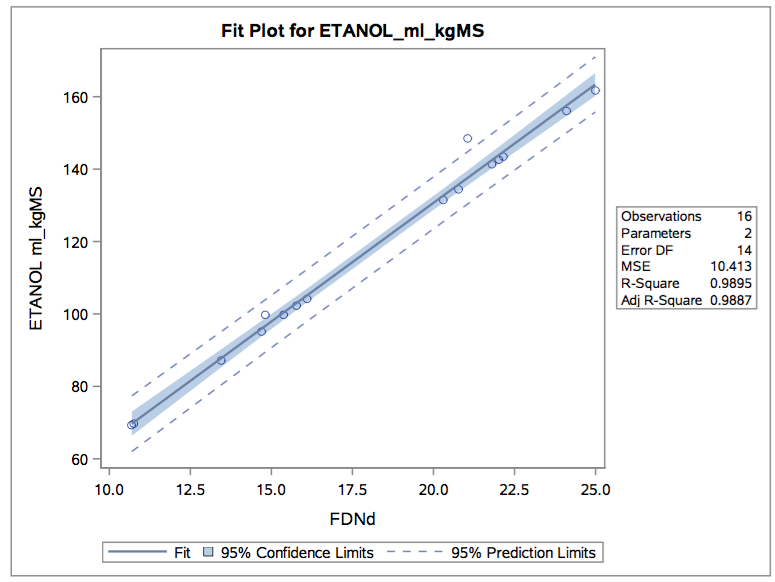 Fit Plot for ETANOL_ml_kgMS
ETANOL ml_kgMS
160
140
120
100
80
60
10.0 12.5 15.0 17.5 20.0 22.5 25.0
FDNd
Observations 16
Parameters 2
Error DF 14
MSE 10.413
R-Square 0.9895
Adj R-Square 0.9887
Fit 95% Confidence Limits 95% Prediction Limits